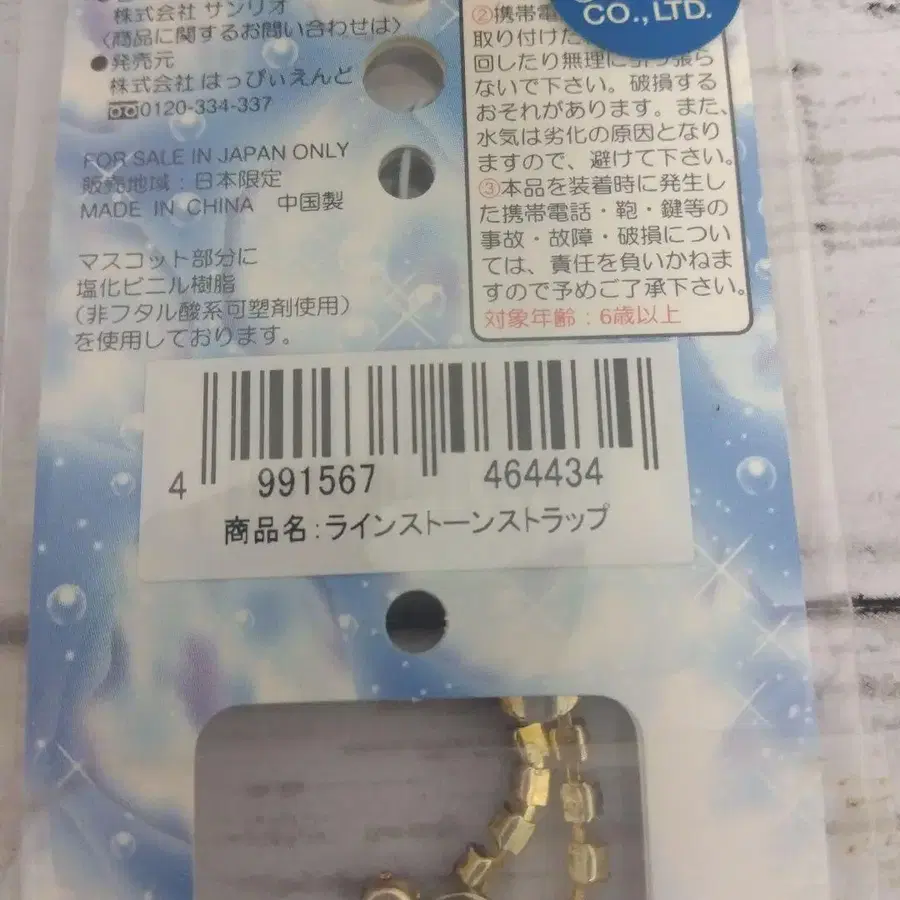 株式会社 サンリオ
〈商品に関するお問い合わせは〉
●発売元
株式会社 はっぴぃえんど
0120-334-337
FOR SALE IN JAPAN ONLY
販売地域：日本限定
MADE IN CHINA 中国製
マスコット部分に
塩化ビニル樹脂
(非フタル酸系可塑剤使用)
を使用しております。
CO.,LTD.
②携帯電
取り付けた
回したり無理に引っ張ら
ないで下さい。破損する
おそれがあります。また、
水気は劣化の原因となり
ますので、避けて下さい。
③本品を装着時に発生し
た携帯電話・鞄・鍵等の
事故・故障・破損につい
ては、責任を負いかねま
すので予めご了承下さい。
対象年齢：6歳以上
4 991567 464434
商品名:ラインストーンストラップ